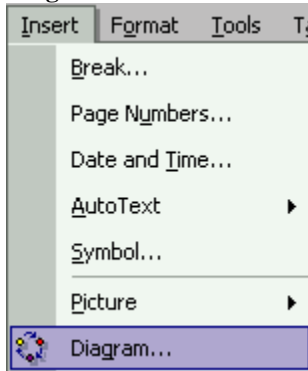 Insert Format Tools
Break...
Page Numbers...
Date and Time...
AutoText
Symbol...
Picture
Diagram...